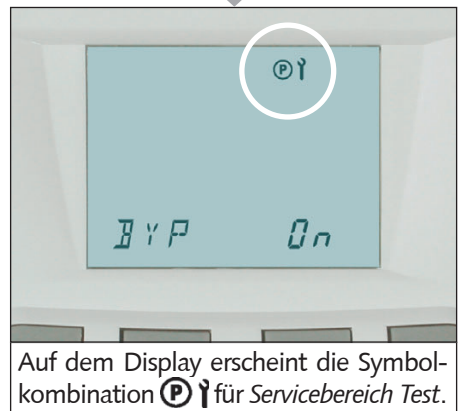 Ⓟ
BYP On
Auf dem Display erscheint die Symbol-
kombination Ⓟ für Servicebereich Test.